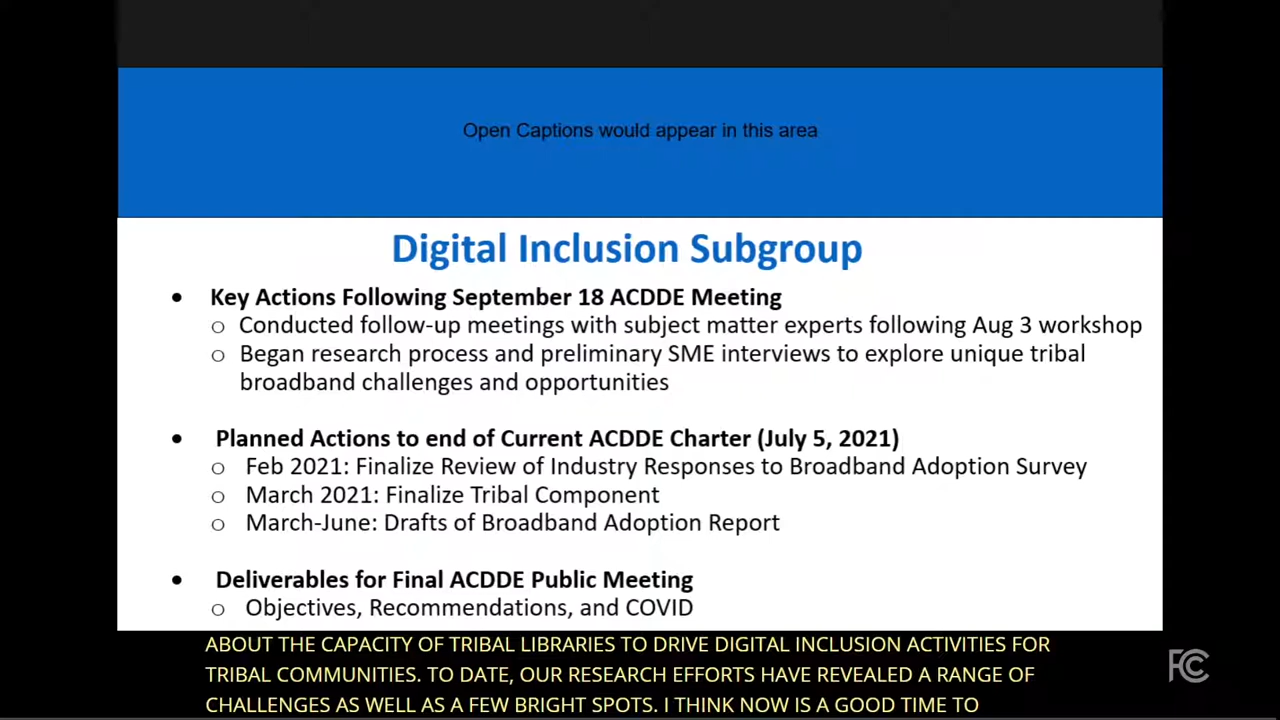 Open Captions would appear in this area
Digital Inclusion Subgroup
• Key Actions Following September 18 ACDDE Meeting
○ Conducted follow-up meetings with subject matter experts following Aug 3 workshop
○ Began research process and preliminary SME interviews to explore unique tribal
broadband challenges and opportunities
• Planned Actions to end of Current ACDDE Charter (July 5, 2021)
○ Feb 2021: Finalize Review of Industry Responses to Broadband Adoption Survey
○ March 2021: Finalize Tribal Component
○ March-June: Drafts of Broadband Adoption Report
• Deliverables for Final ACDDE Public Meeting
○ Objectives, Recommendations, and COVID
ABOUT THE CAPACITY OF TRIBAL LIBRARIES TO DRIVE DIGITAL INCLUSION ACTIVITIES FOR
TRIBAL COMMUNITIES. TO DATE, OUR RESEARCH EFFORTS HAVE REVEALED A RANGE OF
CHALLENGES AS WELL AS A FEW BRIGHT SPOTS. I THINK NOW IS A GOOD TIME TO
FCC